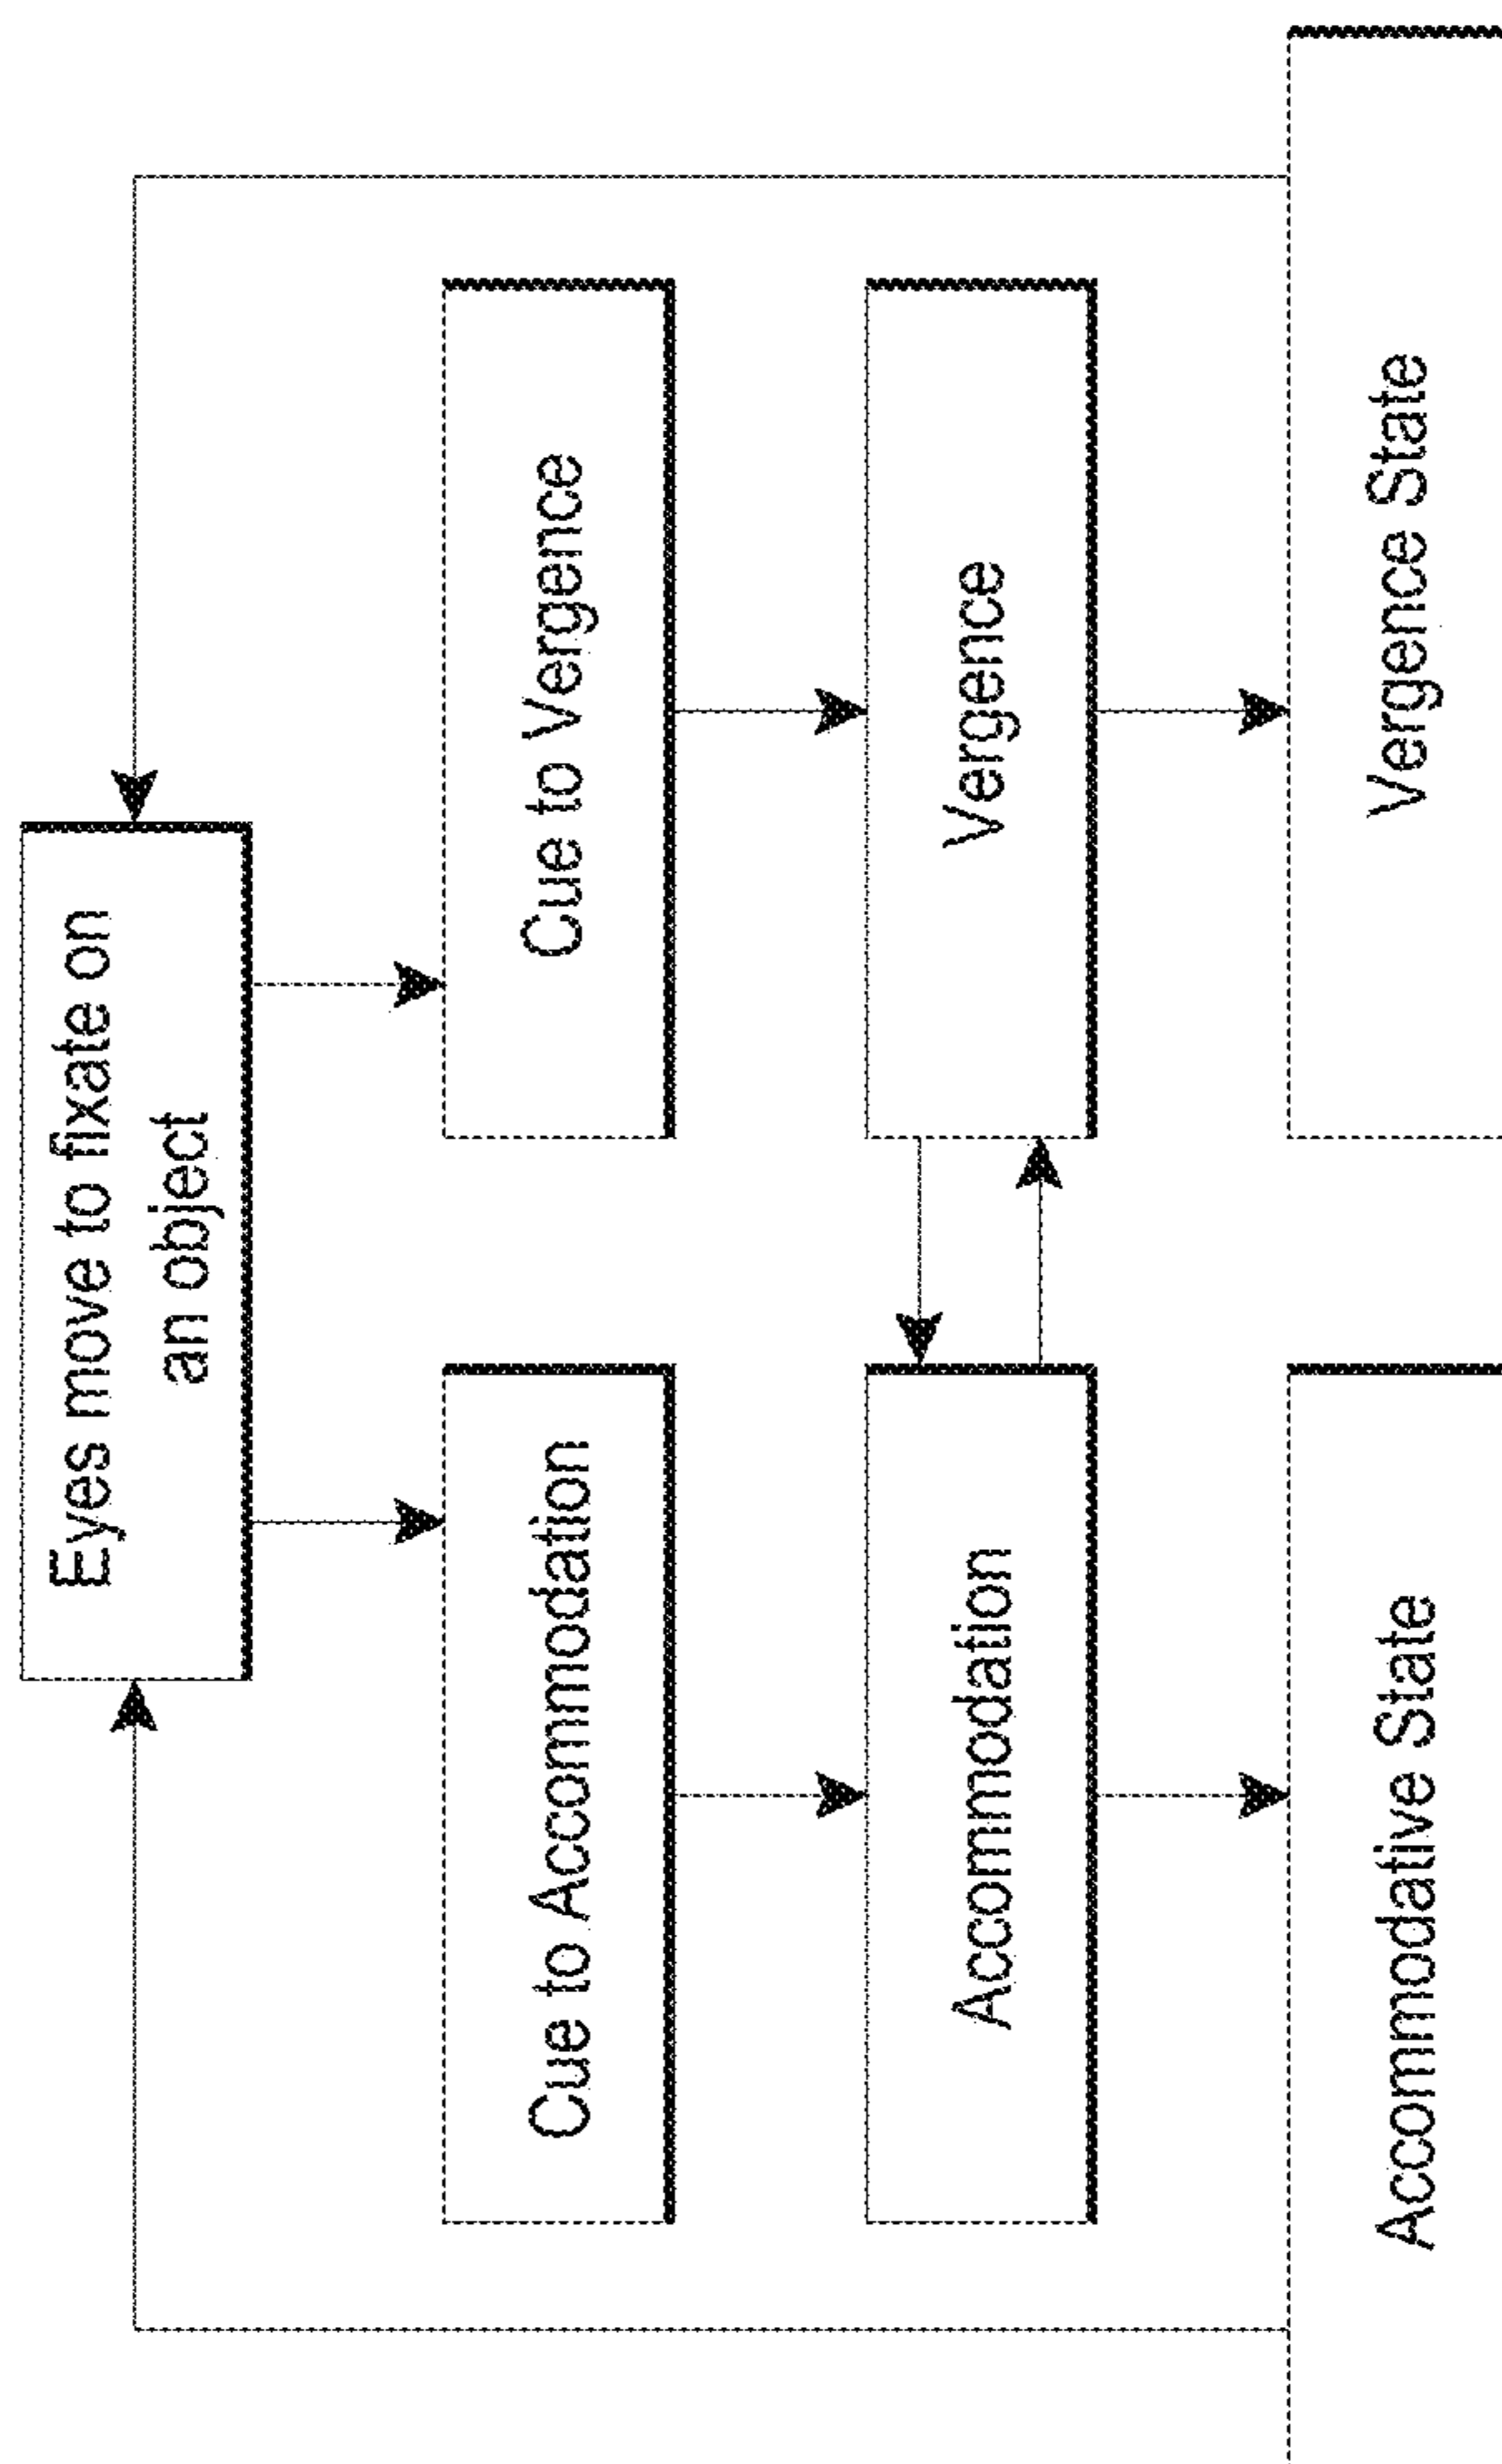 Eyes move to fixate on
an object
Cue to Accommodation
Cue to Vergence
Accommodation
Vergence
Accommodative State
Vergence State